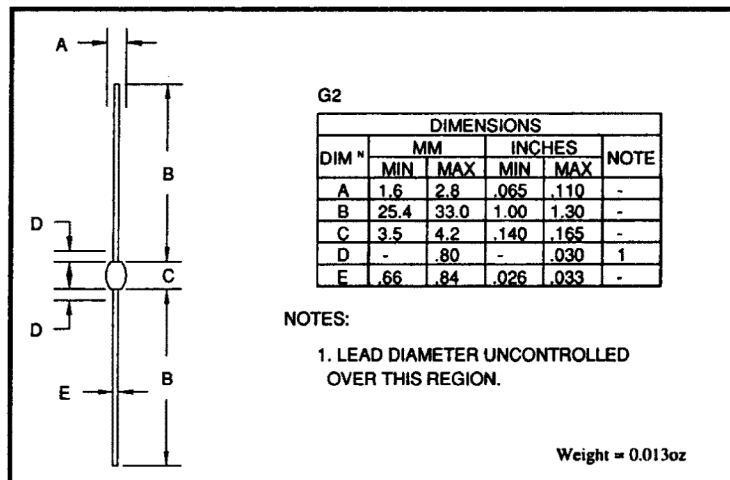 A
B
D
C
D
E
B
G2
DIMENSIONS
DIM N MM INCHES NOTE
MIN MAX MIN MAX
A 1.6 2.8 .065 .110 -
B 25.4 33.0 1.00 1.30 -
C 3.5 4.2 .140 .165 -
D - .80 - .030 1
E .66 .84 .026 .033 -
NOTES:
1. LEAD DIAMETER UNCONTROLLED
OVER THIS REGION.
Weight = 0.013oz